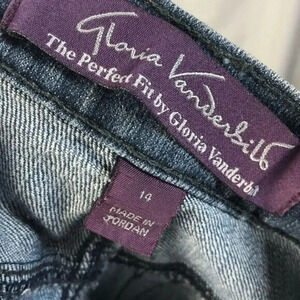 Gloria Vanderbilt
The Perfect Fit by Gloria Vanderbilt
14
MADE IN
JORDAN